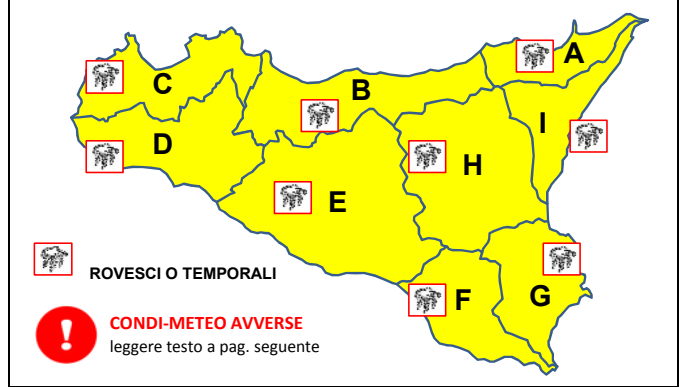 A
B
C
I
D
H
E
F
G
ROVESCI O TEMPORALI
!
CONDI-METEO AVVERSE
leggere testo a pag. seguente